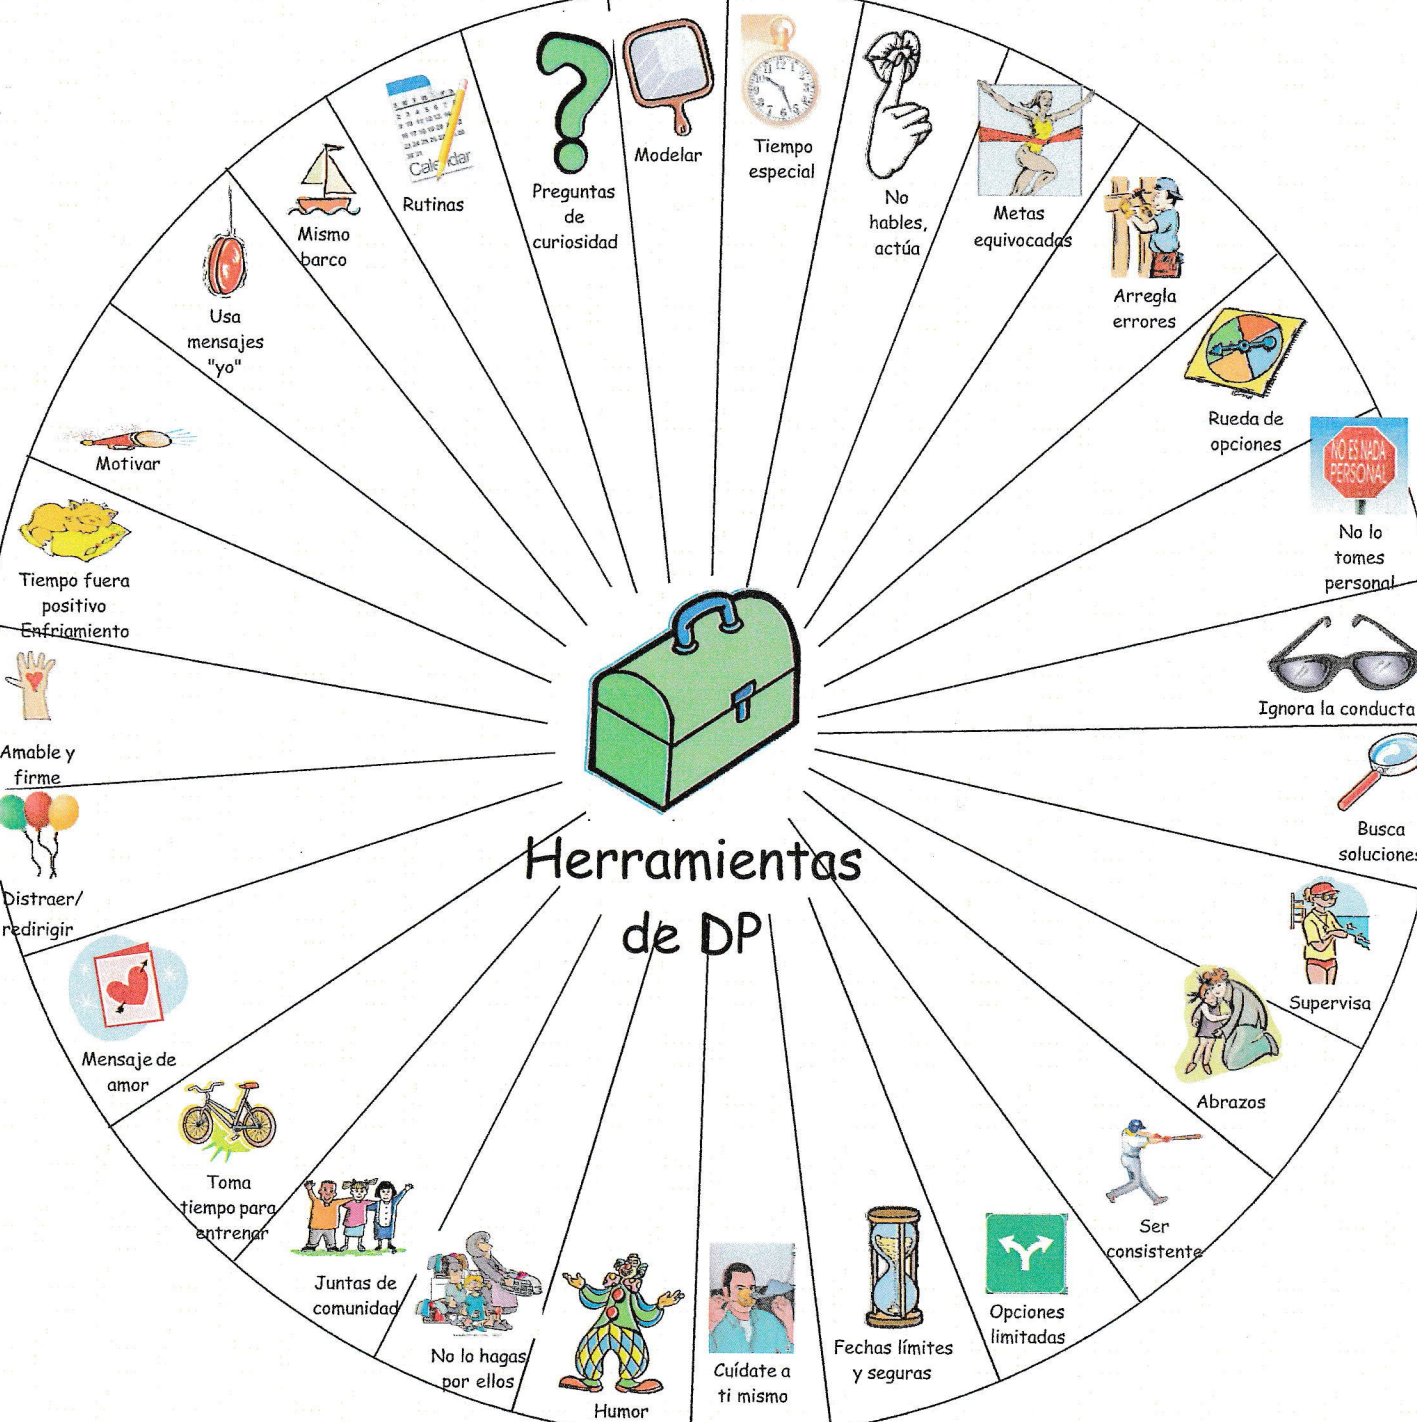 Preguntas
de
curiosidad
Modelar
Tiempo
especial
No
hables,
actúa
Metas
equivocadas
Arregla
errores
Rueda de
opciones
NO ES NADA
PERSONAL
No lo
tomes
personal
Ignora la conducta
Busca
soluciones
Supervisa
Abrazos
Ser
consistente
Opciones
limitadas
Fechas límites
y seguras
Cuídate a
ti mismo
Humor
No lo hagas
por ellos
Juntas de
comunidad
Toma
tiempo para
entrenar
Mensaje de
amor
Distraer/
redirigir
Amable y
firme
Tiempo fuera
positivo
Enfriamiento
Motivar
Usa
mensajes
"yo"
Mismo
barco
Calendar
Rutinas
Herramientas
de DP